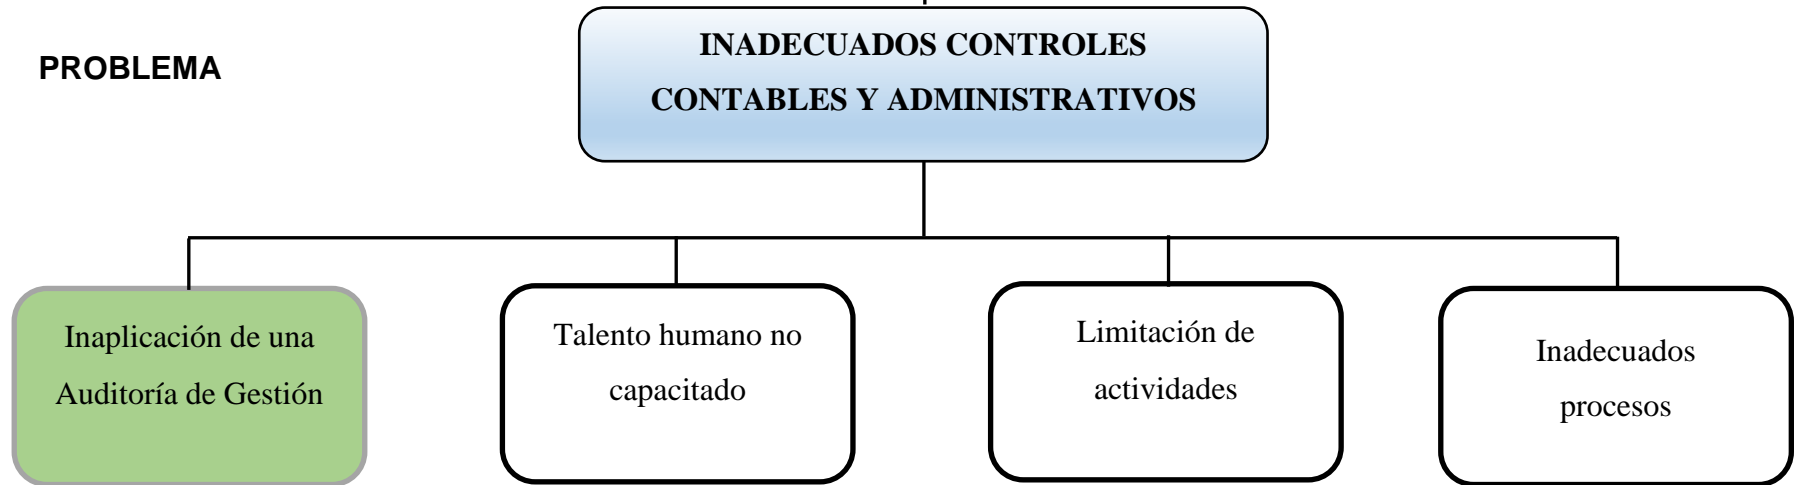 PROBLEMA
INADECUADOS CONTROLES
CONTABLES Y ADMINISTRATIVOS
Inaplicación de una
Auditoría de Gestión
Talento humano no
capacitado
Limitación de
actividades
Inadecuados
procesos